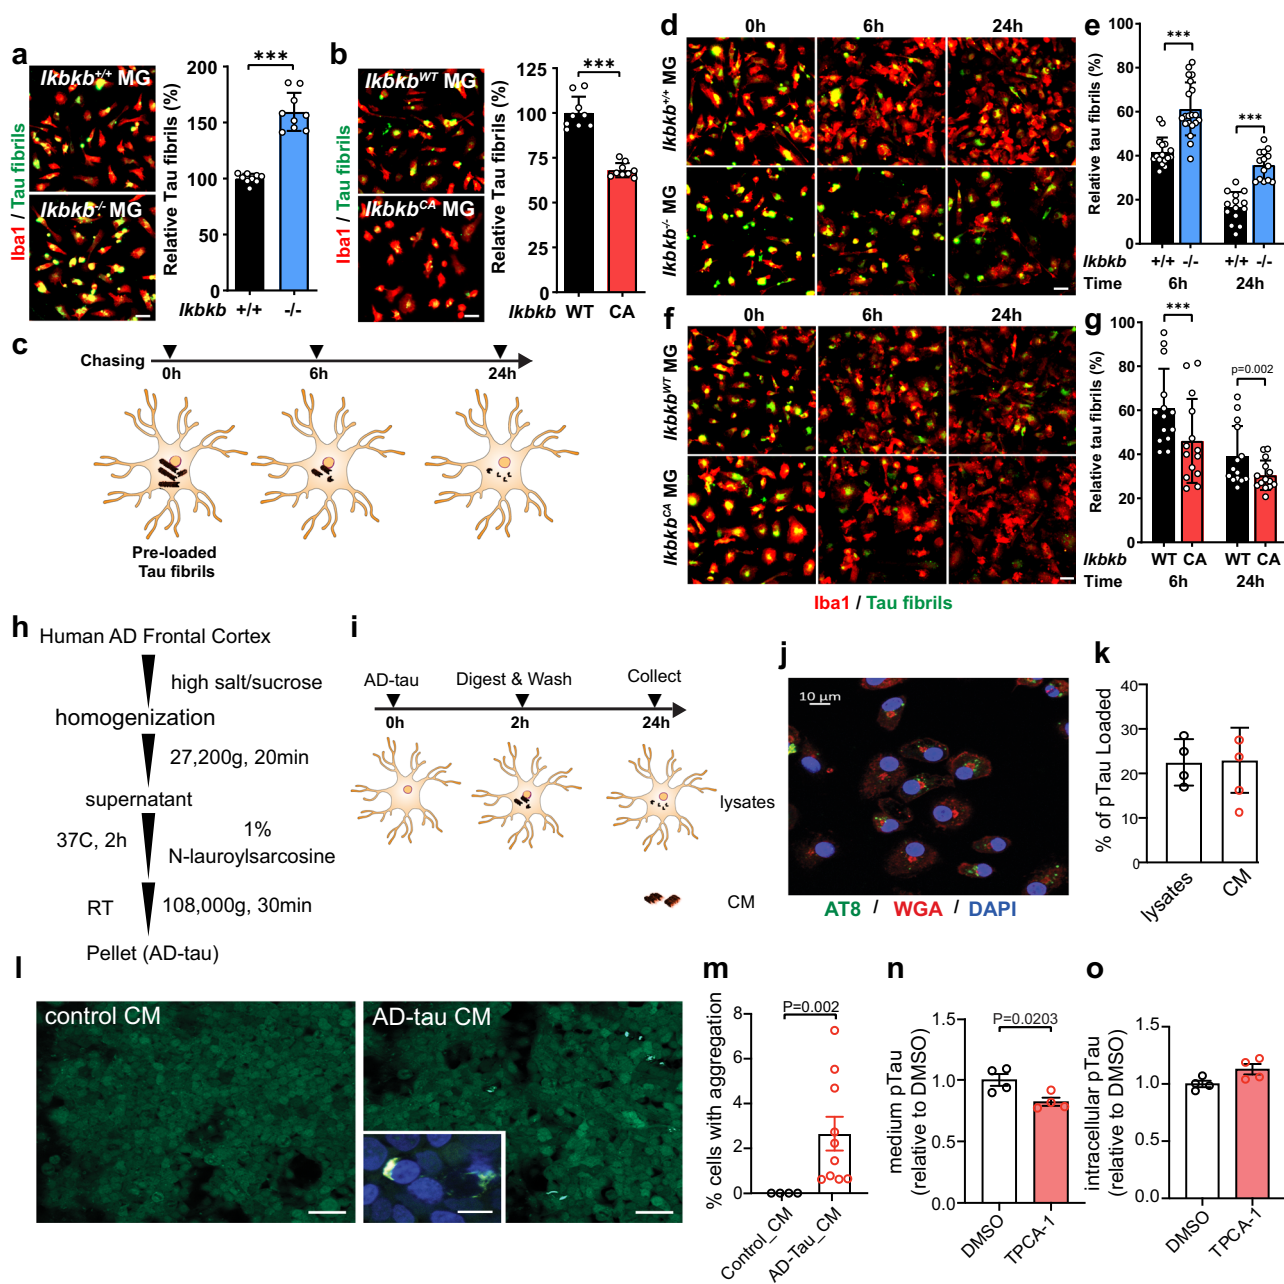 a
Ikbkb+/+ MG
Ikbkb-/- MG
Iba1 / Tau fibrils
Relative Tau fibrils (%)
200
150
100
50
0
***
Ikbkb +/+ -/-
b
IkbkbWT MG
IkbkbCA MG
Iba1 / Tau fibrils
Relative Tau fibrils (%)
125
100
75
50
25
0
***
Ikbkb WT CA
c
Chasing
0h 6h 24h
Pre-loaded
Tau fibrils
d
0h 6h 24h
Ikbkb+/+ MG
Ikbkb-/- MG
e
Relative tau fibrils (%)
100
80
60
40
20
0
***
***
Ikbkb +/+ -/- +/+ -/-
Time 6h 24h
f
0h 6h 24h
IkbkbWT MG
IkbkbCA MG
Iba1 / Tau fibrils
g
Relative tau fibrils (%)
100
80
60
40
20
0
***
p=0.002
Ikbkb WT CA WT CA
Time 6h 24h
h
Human AD Frontal Cortex
high salt/sucrose
homogenization
27,200g, 20min
supernatant
37C, 2h
1%
N-lauroylsarcosine
RT
108,000g, 30min
Pellet (AD-tau)
i
AD-tau Digest & Wash Collect
0h 2h 24h
lysates
CM
j
10 μm
AT8 / WGA / DAPI
k
% of pTau Loaded
40
30
20
10
0
lysates
CM
l
control CM
AD-tau CM
m
% cells with aggregation
8
6
4
2
0
P=0.002
Control_CM
AD-Tau_CM
n
medium pTau
(relative to DMSO)
1.5
1.0
0.5
0.0
P=0.0203
DMSO
TPCA-1
o
intracellular pTau
(relative to DMSO)
1.5
1.0
0.5
0.0
DMSO
TPCA-1